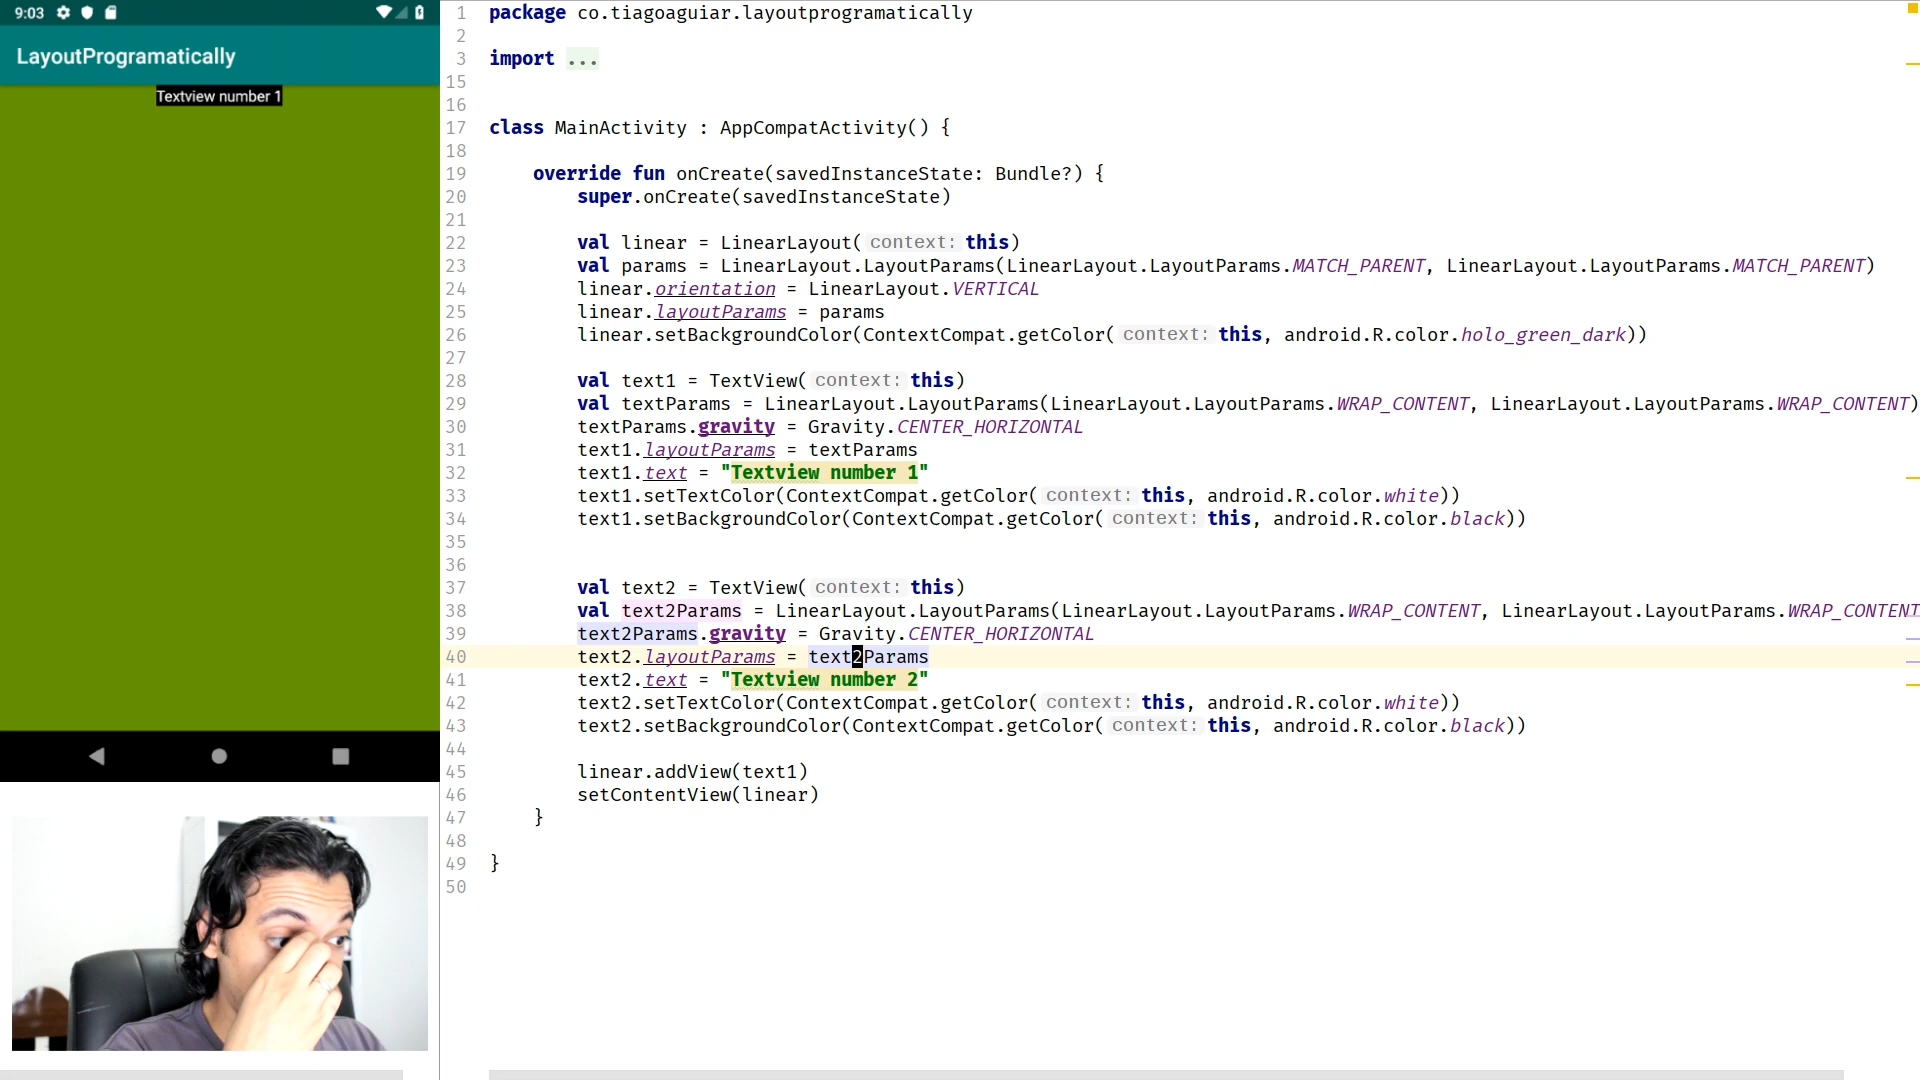 9:03
LayoutProgramatically
Textview number 1
1 package co.tiagoaguiar.layoutprogramatically
2
3 import ...
15
16
17 class MainActivity : AppCompatActivity() {
18
19 override fun onCreate(savedInstanceState: Bundle?) {
20 super.onCreate(savedInstanceState)
21
22 val linear = LinearLayout( context: this)
23 val params = LinearLayout.LayoutParams(LinearLayout.LayoutParams.MATCH_PARENT, LinearLayout.LayoutParams.MATCH_PARENT)
24 linear.orientation = LinearLayout.VERTICAL
25 linear.layoutParams = params
26 linear.setBackgroundColor(ContextCompat.getColor( context: this, android.R.color.holo_green_dark))
27
28 val text1 = TextView( context: this)
29 val textParams = LinearLayout.LayoutParams(LinearLayout.LayoutParams.WRAP_CONTENT, LinearLayout.LayoutParams.WRAP_CONTENT)
30 textParams.gravity = Gravity.CENTER_HORIZONTAL
31 text1.layoutParams = textParams
32 text1.text = "Textview number 1"
33 text1.setTextColor(ContextCompat.getColor( context: this, android.R.color.white))
34 text1.setBackgroundColor(ContextCompat.getColor( context: this, android.R.color.black))
35
36
37 val text2 = TextView( context: this)
38 val text2Params = LinearLayout.LayoutParams(LinearLayout.LayoutParams.WRAP_CONTENT, LinearLayout.LayoutParams.WRAP_CONTENT
39 text2Params.gravity = Gravity.CENTER_HORIZONTAL
40 text2.layoutParams = text2Params
41 text2.text = "Textview number 2"
42 text2.setTextColor(ContextCompat.getColor( context: this, android.R.color.white))
43 text2.setBackgroundColor(ContextCompat.getColor( context: this, android.R.color.black))
44
45 linear.addView(text1)
46 setContentView(linear)
47 }
48
49 }
50